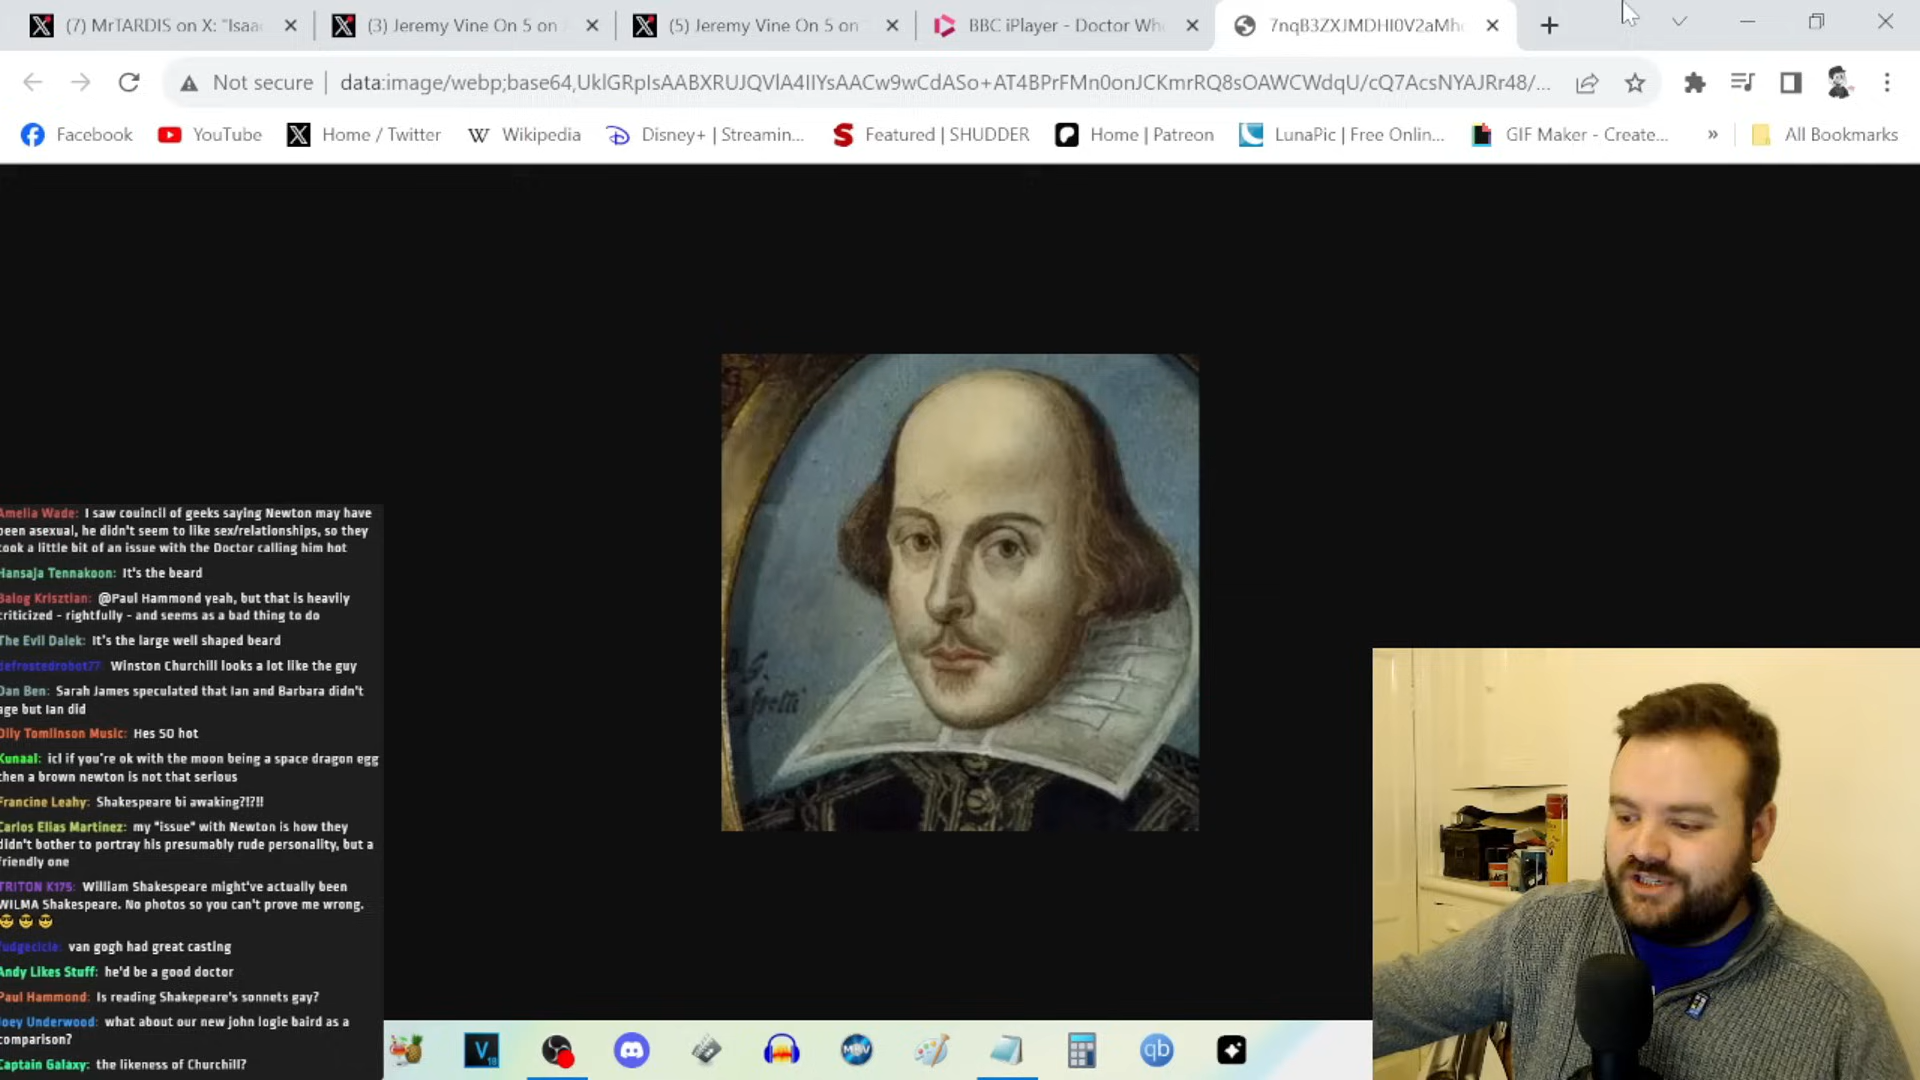 (7) MrTARDIS on X: "Isaa
(3) Jeremy Vine On 5 on
(5) Jeremy Vine On 5 on
BBC iPlayer - Doctor Wh
7nqB3ZXJMDHI0V2aMh
Not secure
data:image/webp;base64,UklGRpIsAABXRUJQVlA4IIYsAACw9wCdASo+AT4BPrFMn0onJCKmrRQ8sOAWCWdqU/cQ7AcsNYAJRr48/...
Facebook
YouTube
Home / Twitter
Wikipedia
Disney+ | Streamin...
Featured | SHUDDER
Home | Patreon
LunaPic | Free Onlin...
GIF Maker - Create...
»
All Bookmarks
Amelia Wade: I saw couincil of geeks saying Newton may have
been asexual, he didn't seem to like sex/relationships, so they
took a little bit of an issue with the Doctor calling him hot
Hansaja Tennakoon: It's the beard
Balog Krisztian: @Paul Hammond yeah, but that is heavily
criticized - rightfully - and seems as a bad thing to do
The Evil Dalek: It's the large well shaped beard
defrostedrobot77: Winston Churchill looks a lot like the guy
Dan Ben: Sarah James speculated that Ian and Barbara didn't
age but Ian did
Olly Tomlinson Music: Hes SO hot
Kunaal: icl if you're ok with the moon being a space dragon egg
then a brown newton is not that serious
Francine Leahy: Shakespeare bi awaking?!?!!
Carlos Elias Martinez: my "issue" with Newton is how they
didn't bother to portray his presumably rude personality, but a
friendly one
TRITON K175: William Shakespeare might've actually been
WILMA Shakespeare. No photos so you can't prove me wrong.
fudgecicle: van gogh had great casting
Andy Likes Stuff: he'd be a good doctor
Paul Hammond: Is reading Shakepeare's sonnets gay?
Joey Underwood: what about our new john logie baird as a
comparison?
Captain Galaxy: the likeness of Churchill?
V
18
qb